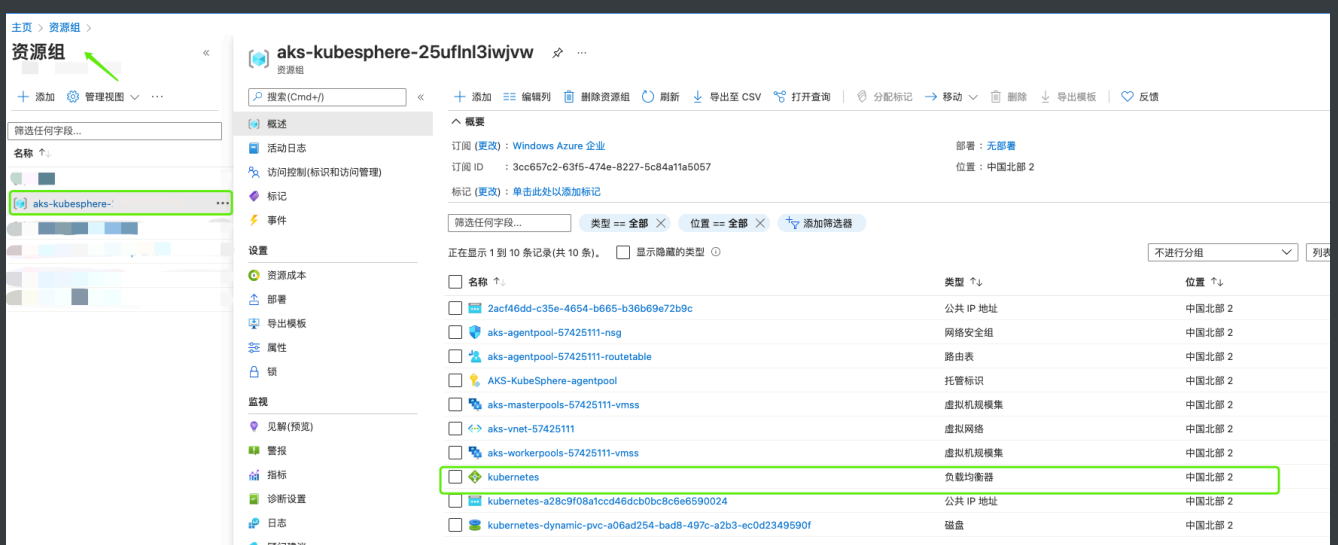 主页 > 资源组 >
资源组
«
+ 添加 管理视图 ···
筛选任何字段...
名称 ↑↓
aks-kubesphere- ···
aks-kubesphere-25uflnl3iwjvw ···
资源组
搜索(Cmd+/) «
概述
活动日志
访问控制(标识和访问管理)
标记
事件
设置
资源成本
部署
导出模板
属性
锁
监视
见解(预览)
警报
指标
诊断设置
日志
+ 添加 编辑列 删除资源组 刷新 导出至 CSV 打开查询 分配标记 移动 删除 导出模板 反馈
概要
订阅 (更改) : Windows Azure 企业 部署 : 无部署
订阅 ID : 3cc657c2-63f5-474e-8227-5c84a11a5057 位置 : 中国北部 2
标记 (更改) : 单击此处以添加标记
筛选任何字段... 类型 == 全部 位置 == 全部 添加筛选器
正在显示 1 到 10 条记录(共 10 条)。 显示隐藏的类型 不进行分组 列表
名称 ↑↓ 类型 ↑↓ 位置 ↑↓
2acf46dd-c35e-4654-b665-b36b69e72b9c 公共 IP 地址 中国北部 2
aks-agentpool-57425111-nsg 网络安全组 中国北部 2
aks-agentpool-57425111-routetable 路由表 中国北部 2
AKS-KubeSphere-agentpool 托管标识 中国北部 2
aks-masterpools-57425111-vmss 虚拟机规模集 中国北部 2
aks-vnet-57425111 虚拟网络 中国北部 2
aks-workerpools-57425111-vmss 虚拟机规模集 中国北部 2
kubernetes 负载均衡器 中国北部 2
kubernetes-a28c9f08a1ccd46dcb0bc8c6e6590024 公共 IP 地址 中国北部 2
kubernetes-dynamic-pvc-a06ad254-bad8-497c-a2b3-ec0d2349590f 磁盘 中国北部 2